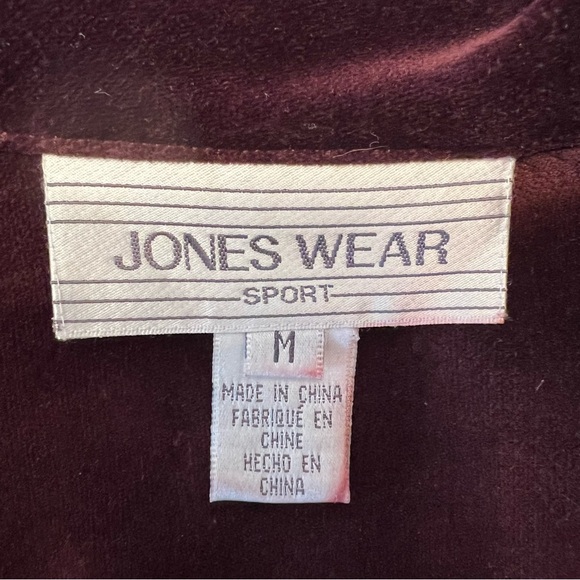 JONES WEAR
SPORT
M
MADE IN CHINA
FABRIQUÉ EN
CHINE
HECHO EN
CHINA